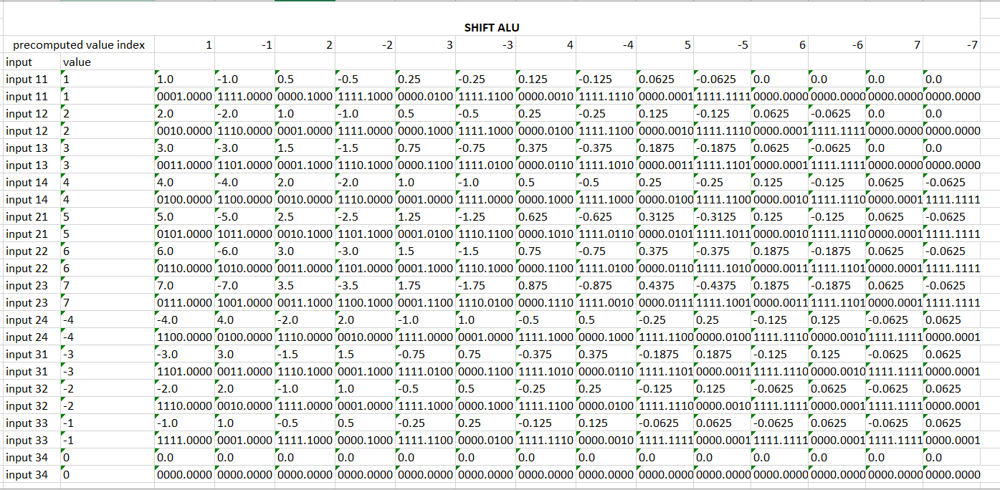 SHIFT ALU
precomputed value index 1 -1 2 -2 3 -3 4 -4 5 -5 6 -6 7 -7
input value
input 11 1 1.0 -1.0 0.5 -0.5 0.25 -0.25 0.125 -0.125 0.0625 -0.0625 0.0 0.0 0.0 0.0
input 11 1 0001.0000 1111.0000 0000.1000 1111.1000 0000.0100 1111.1100 0000.0010 1111.1110 0000.0001 1111.1111 0000.0000 0000.0000 0000.0000 0000.0000
input 12 2 2.0 -2.0 1.0 -1.0 0.5 -0.5 0.25 -0.25 0.125 -0.125 0.0625 -0.0625 0.0 0.0
input 12 2 0010.0000 1110.0000 0001.0000 1111.0000 0000.1000 1111.1000 0000.0100 1111.1100 0000.0010 1111.1110 0000.0001 1111.1111 0000.0000 0000.0000
input 13 3 3.0 -3.0 1.5 -1.5 0.75 -0.75 0.375 -0.375 0.1875 -0.1875 0.0625 -0.0625 0.0 0.0
input 13 3 0011.0000 1101.0000 0001.1000 1110.1000 0000.1100 1111.0100 0000.0110 1111.1010 0000.0011 1111.1101 0000.0001 1111.1111 0000.0000 0000.0000
input 14 4 4.0 -4.0 2.0 -2.0 1.0 -1.0 0.5 -0.5 0.25 -0.25 0.125 -0.125 0.0625 -0.0625
input 14 4 0100.0000 1100.0000 0010.0000 1110.0000 0001.0000 1111.0000 0000.1000 1111.1000 0000.0100 1111.1100 0000.0010 1111.1110 0000.0001 1111.1111
input 21 5 5.0 -5.0 2.5 -2.5 1.25 -1.25 0.625 -0.625 0.3125 -0.3125 0.125 -0.125 0.0625 -0.0625
input 21 5 0101.0000 1011.0000 0010.1000 1101.1000 0001.0100 1110.1100 0000.1010 1111.0110 0000.0101 1111.1011 0000.0010 1111.1110 0000.0001 1111.1111
input 22 6 6.0 -6.0 3.0 -3.0 1.5 -1.5 0.75 -0.75 0.375 -0.375 0.1875 -0.1875 0.0625 -0.0625
input 22 6 0110.0000 1010.0000 0011.0000 1101.0000 0001.1000 1110.1000 0000.1100 1111.0100 0000.0110 1111.1010 0000.0011 1111.1101 0000.0001 1111.1111
input 23 7 7.0 -7.0 3.5 -3.5 1.75 -1.75 0.875 -0.875 0.4375 -0.4375 0.1875 -0.1875 0.0625 -0.0625
input 23 7 0111.0000 1001.0000 0011.1000 1100.1000 0001.1100 1110.0100 0000.1110 1111.0010 0000.0111 1111.1001 0000.0011 1111.1101 0000.0001 1111.1111
input 24 -4 -4.0 4.0 -2.0 2.0 -1.0 1.0 -0.5 0.5 -0.25 0.25 -0.125 0.125 -0.0625 0.0625
input 24 -4 1100.0000 0100.0000 1110.0000 0010.0000 1111.0000 0001.0000 1111.1000 0000.1000 1111.1100 0000.0100 1111.1110 0000.0010 1111.1111 0000.0001
input 31 -3 -3.0 3.0 -1.5 1.5 -0.75 0.75 -0.375 0.375 -0.1875 0.1875 -0.125 0.125 -0.0625 0.0625
input 31 -3 1101.0000 0011.0000 1110.1000 0001.1000 1111.0100 0000.1100 1111.1010 0000.0110 1111.1101 0000.0011 1111.1110 0000.0010 1111.1111 0000.0001
input 32 -2 -2.0 2.0 -1.0 1.0 -0.5 0.5 -0.25 0.25 -0.125 0.125 -0.0625 0.0625 -0.0625 0.0625
input 32 -2 1110.0000 0010.0000 1111.0000 0001.0000 1111.1000 0000.1000 1111.1100 0000.0100 1111.1110 0000.0010 1111.1111 0000.0001 1111.1111 0000.0001
input 33 -1 -1.0 1.0 -0.5 0.5 -0.25 0.25 -0.125 0.125 -0.0625 0.0625 -0.0625 0.0625 -0.0625 0.0625
input 33 -1 1111.0000 0001.0000 1111.1000 0000.1000 1111.1100 0000.0100 1111.1110 0000.0010 1111.1111 0000.0001 1111.1111 0000.0001 1111.1111 0000.0001
input 34 0 0.0 0.0 0.0 0.0 0.0 0.0 0.0 0.0 0.0 0.0 0.0 0.0 0.0 0.0
input 34 0 0000.0000 0000.0000 0000.0000 0000.0000 0000.0000 0000.0000 0000.0000 0000.0000 0000.0000 0000.0000 0000.0000 0000.0000 0000.0000 0000.0000